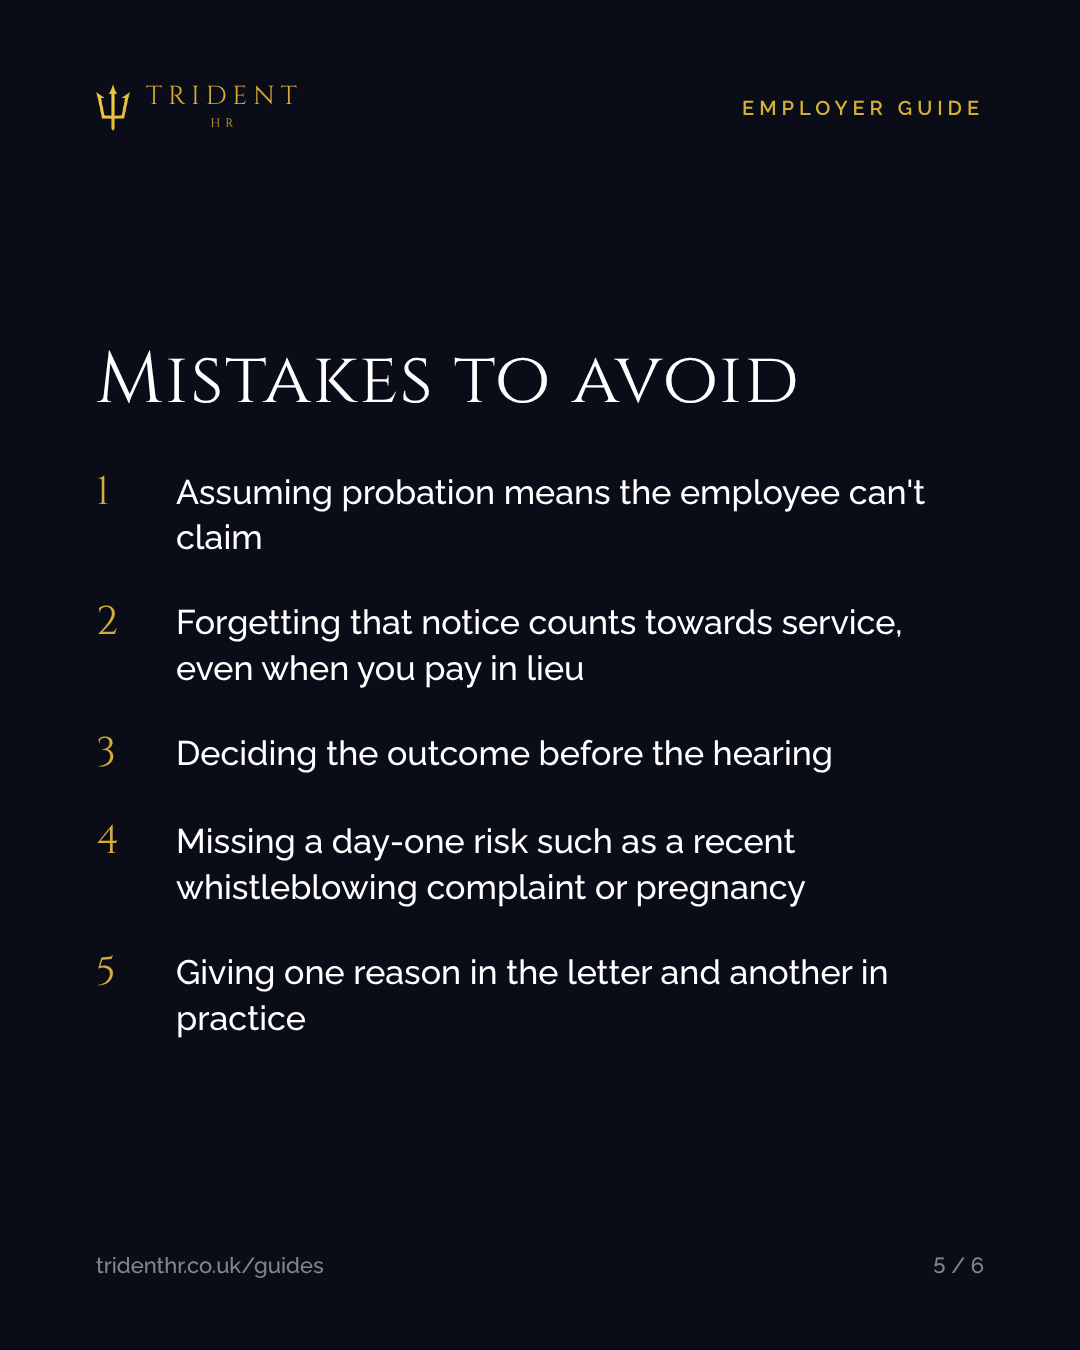 TRIDENT
HR
EMPLOYER GUIDE
Mistakes to avoid
1 Assuming probation means the employee can't
claim
2 Forgetting that notice counts towards service,
even when you pay in lieu
3 Deciding the outcome before the hearing
4 Missing a day-one risk such as a recent
whistleblowing complaint or pregnancy
5 Giving one reason in the letter and another in
practice
tridenthr.co.uk/guides
5 / 6